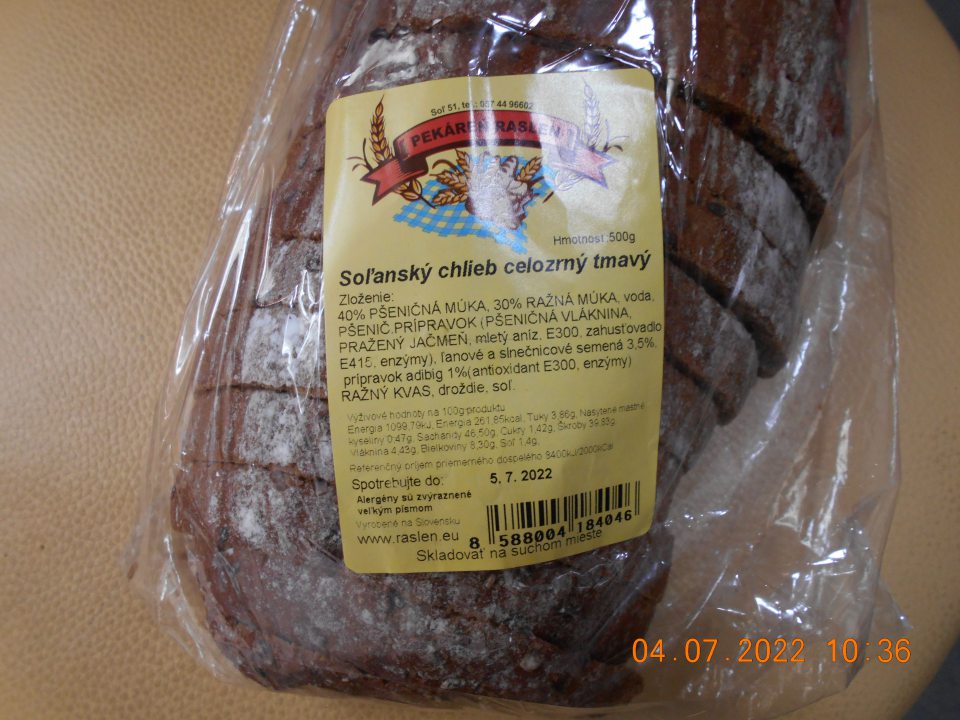 Soľ 51, tel.: 057 44 96602
PEKÁREŇ RASLEN
Hmotnosť:500g
Soľanský chlieb celozrný tmavý
Zloženie:
40% PŠENIČNÁ MÚKA, 30% RAŽNÁ MÚKA, voda,
PŠENIČ.PRÍPRAVOK (PŠENIČNÁ VLÁKNINA,
PRAŽENÝ JAČMEŇ, mletý aníz, E300, zahusťovadlo
E415, enzýmy), ľanové a slnečnicové semená 3,5%,
prípravok adibig 1%(antioxidant E300, enzýmy)
RAŽNÝ KVAS, droždie, soľ.
Výživové hodnoty na 100g produktu
Energia 1099,79kJ, Energia 261,85kcal, Tuky 3,86g, Nasýtené mastné
kyseliny 0,47g, Sacharidy 46,50g, Cukry 1,42g, Škroby 39,83g,
Vláknina 4,43g, Bielkoviny 8,30g, Soľ 1,4g,
Referenčný príjem priemerného dospelého 8400kJ/2000kcal
Spotrebujte do: 5. 7. 2022
Alergény sú zvýraznené
veľkým písmom
Vyrobené na Slovensku
www.raslen.eu
8 588004 184046
Skladovať na suchom mieste
04.07.2022 10:36